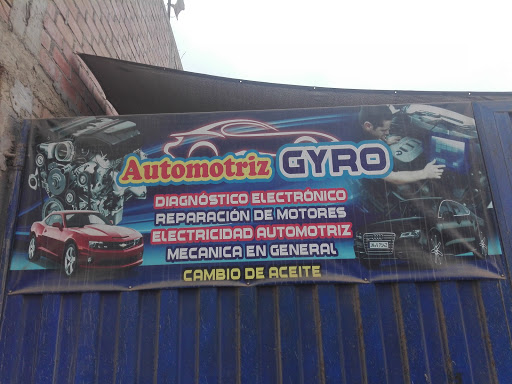 Automotriz GYRO
DIAGNÓSTICO ELECTRÓNICO
REPARACIÓN DE MOTORES
ELECTRICIDAD AUTOMOTRIZ
MECANICA EN GENERAL
CAMBIO DE ACEITE